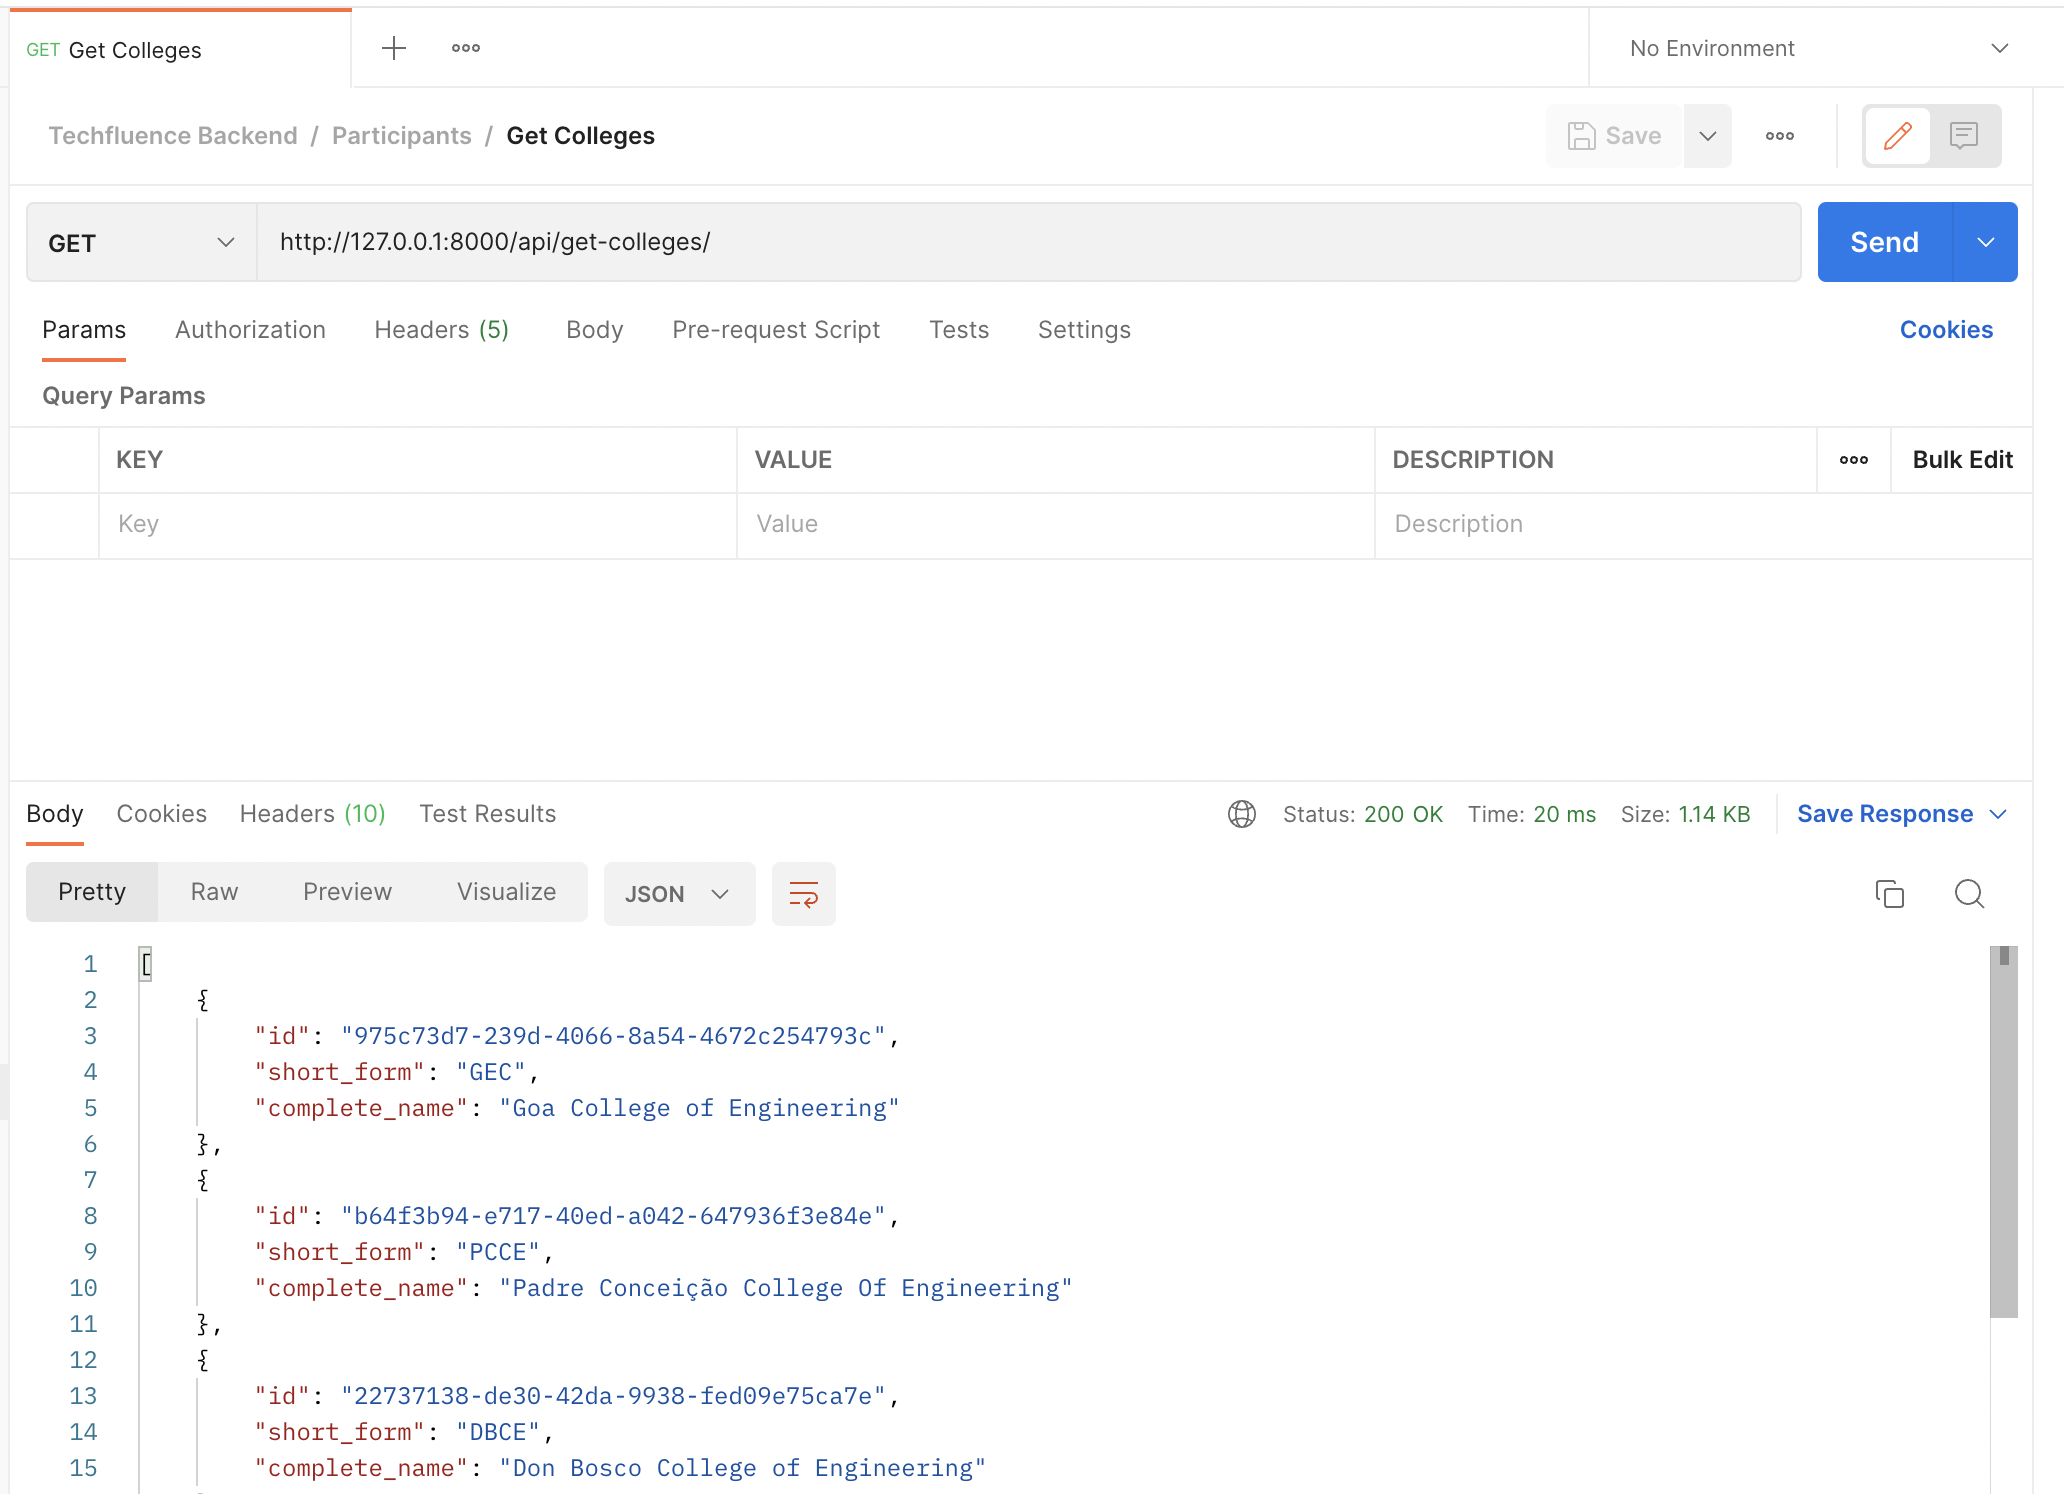 GET Get Colleges
No Environment
Techfluence Backend / Participants / Get Colleges
Save
GET
http://127.0.0.1:8000/api/get-colleges/
Send
Params Authorization Headers (5) Body Pre-request Script Tests Settings Cookies
Query Params
KEY VALUE DESCRIPTION Bulk Edit
Key Value Description
Body Cookies Headers (10) Test Results Status: 200 OK Time: 20 ms Size: 1.14 KB Save Response
Pretty Raw Preview Visualize JSON
1 [
2 {
3 "id": "975c73d7-239d-4066-8a54-4672c254793c",
4 "short_form": "GEC",
5 "complete_name": "Goa College of Engineering"
6 },
7 {
8 "id": "b64f3b94-e717-40ed-a042-647936f3e84e",
9 "short_form": "PCCE",
10 "complete_name": "Padre Conceição College Of Engineering"
11 },
12 {
13 "id": "22737138-de30-42da-9938-fed09e75ca7e",
14 "short_form": "DBCE",
15 "complete_name": "Don Bosco College of Engineering"